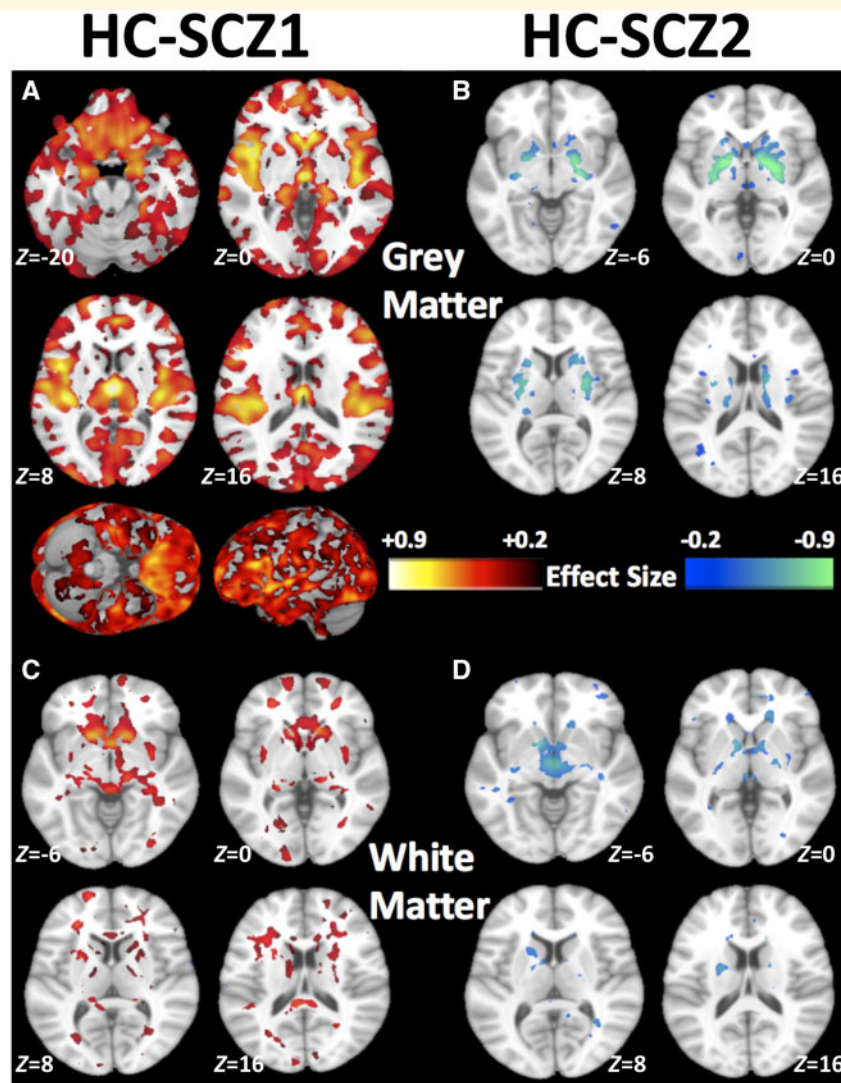 HC-SCZ1
HC-SCZ2
A
Z=-20
Z=0
B
Z=-6
Z=0
Grey
Matter
Z=8
Z=16
Z=8
Z=16
+0.9
+0.2
Effect Size
-0.2
-0.9
C
Z=-6
Z=0
D
Z=-6
Z=0
White
Matter
Z=8
Z=16
Z=8
Z=16